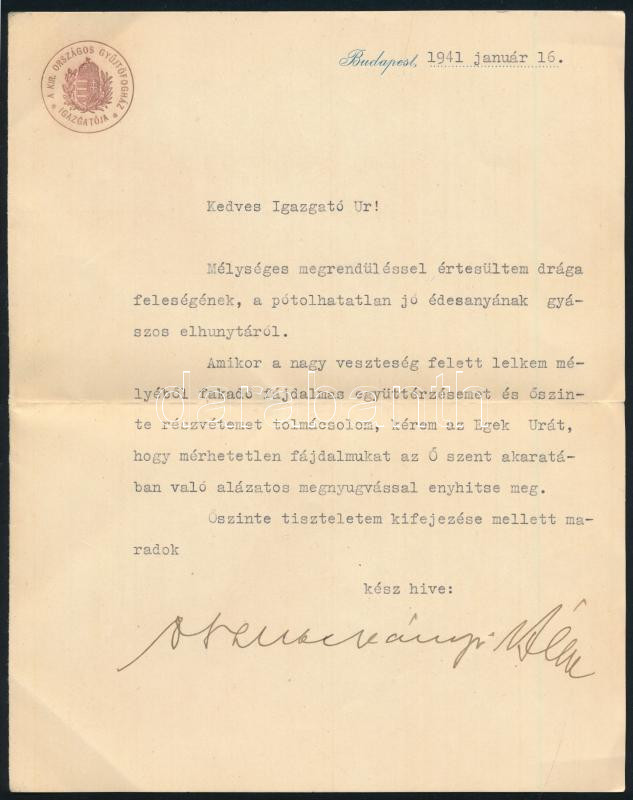 A KIR. ORSZÁGOS GYŰJTŐFOGHÁZ
* IGAZGATÓJA *
Budapest, 1941 január 16.
Kedves Igazgató Ur!
Mélységes megrendüléssel értesültem drága
feleségének, a pótolhatatlan jó édesanyának gyá-
szos elhunytáról.
Amikor a nagy veszteség felett lelkem mé-
lyéből fakadó fájdalmas együttérzésemet és őszin-
te részvétemet tolmácsolom, kérem az Egek Urát,
hogy mérhetetlen fájdalmukat az Ő szent akaratá-
ban való alázatos megnyugvással enyhitse meg.
Őszinte tiszteletem kifejezése mellett ma-
radok
kész hive:
darabanth.com